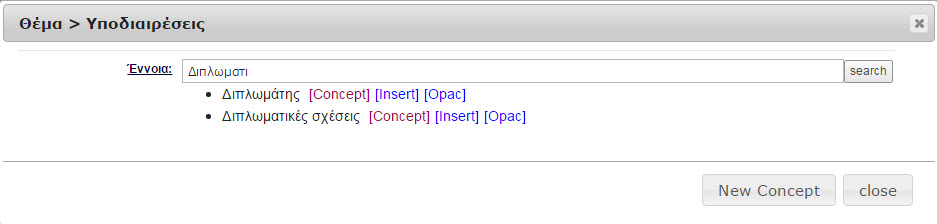 Θέμα > Υποδιαιρέσεις
Έννοια: Διπλωματι search
Διπλωμάτης [Concept] [Insert] [Opac]
Διπλωματικές σχέσεις [Concept] [Insert] [Opac]
New Concept close